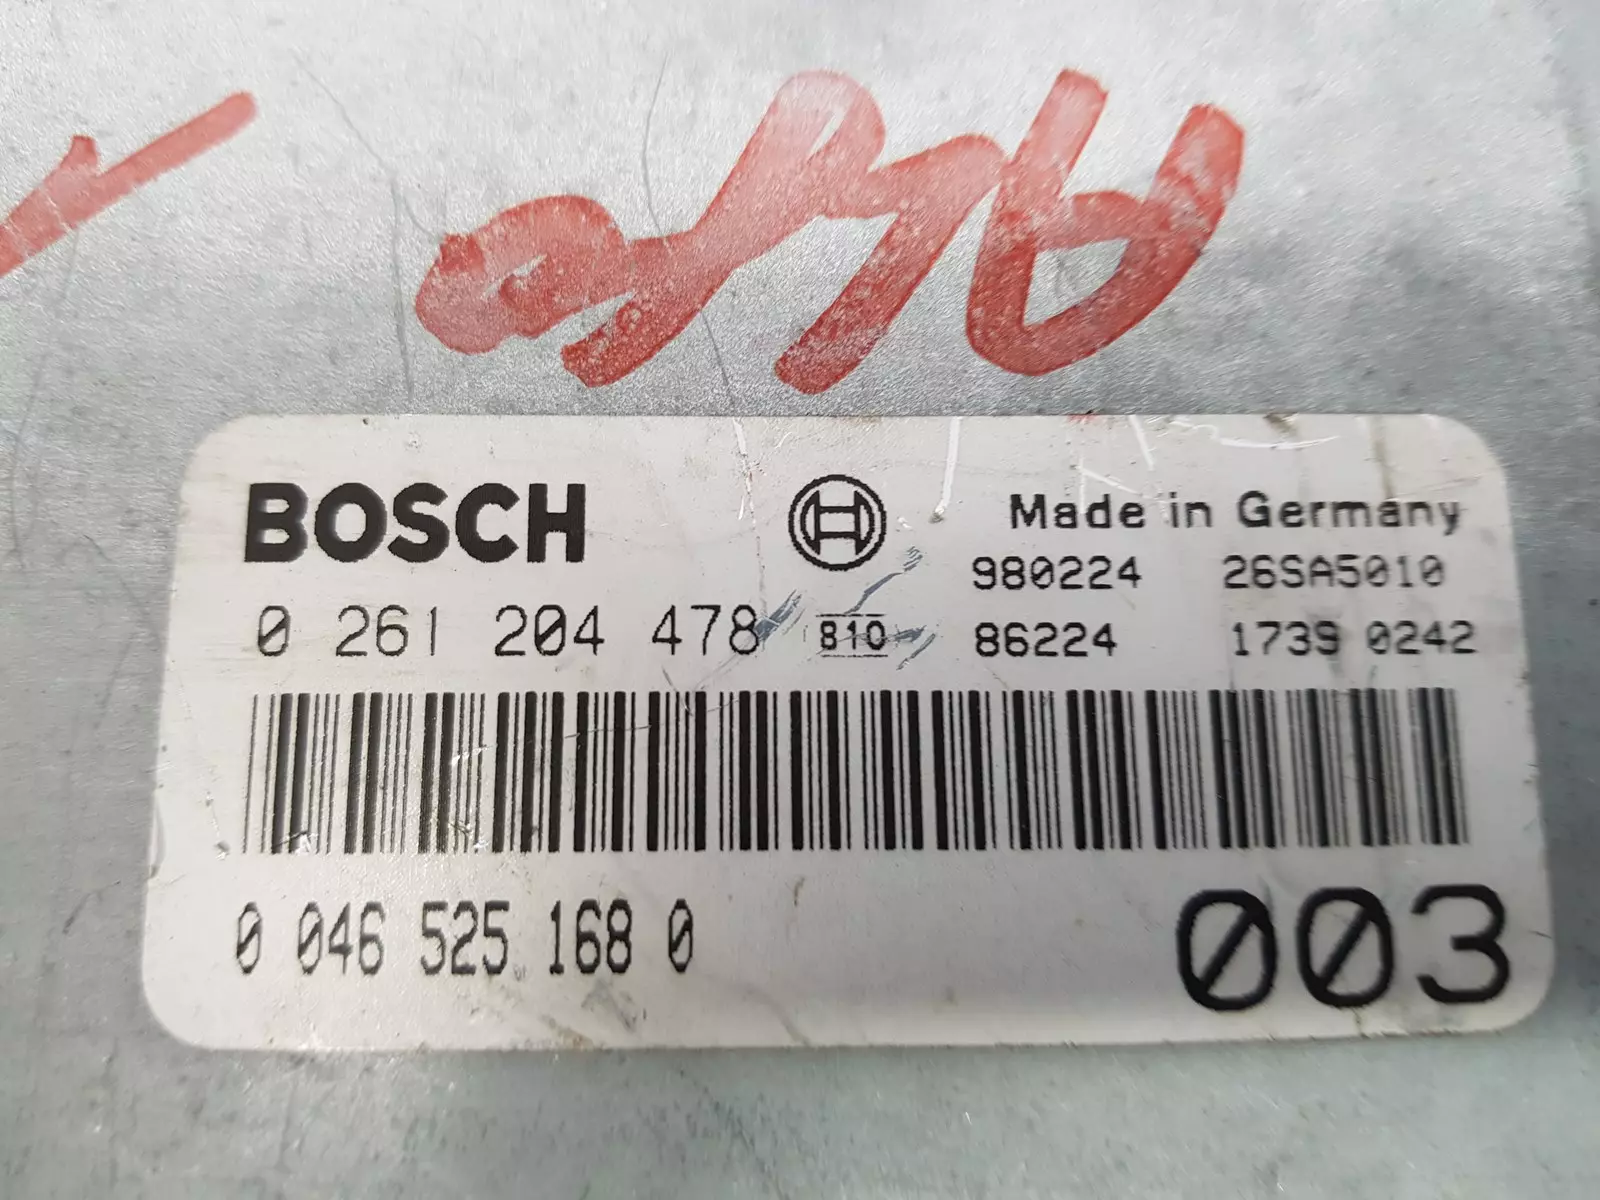 BOSCH
Made in Germany
980224 26SA5010
0 261 204 478 810 86224 1739 0242
0 046 525 168 0
003